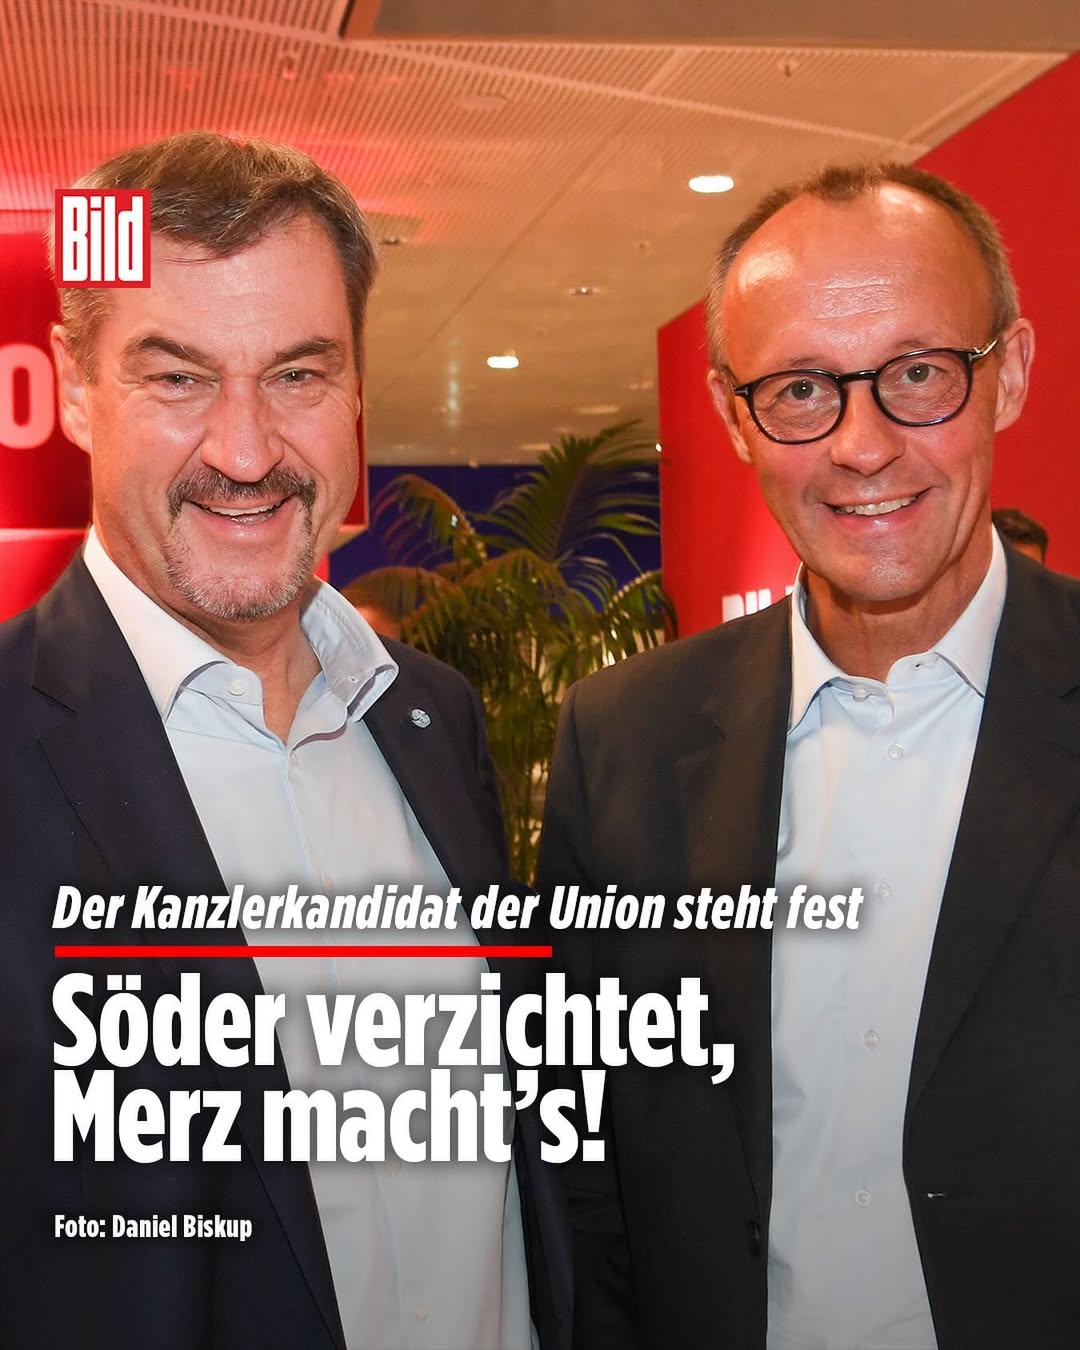 Bild
Der Kanzlerkandidat der Union steht fest
Söder verzichtet,
Merz macht's!
Foto: Daniel Biskup